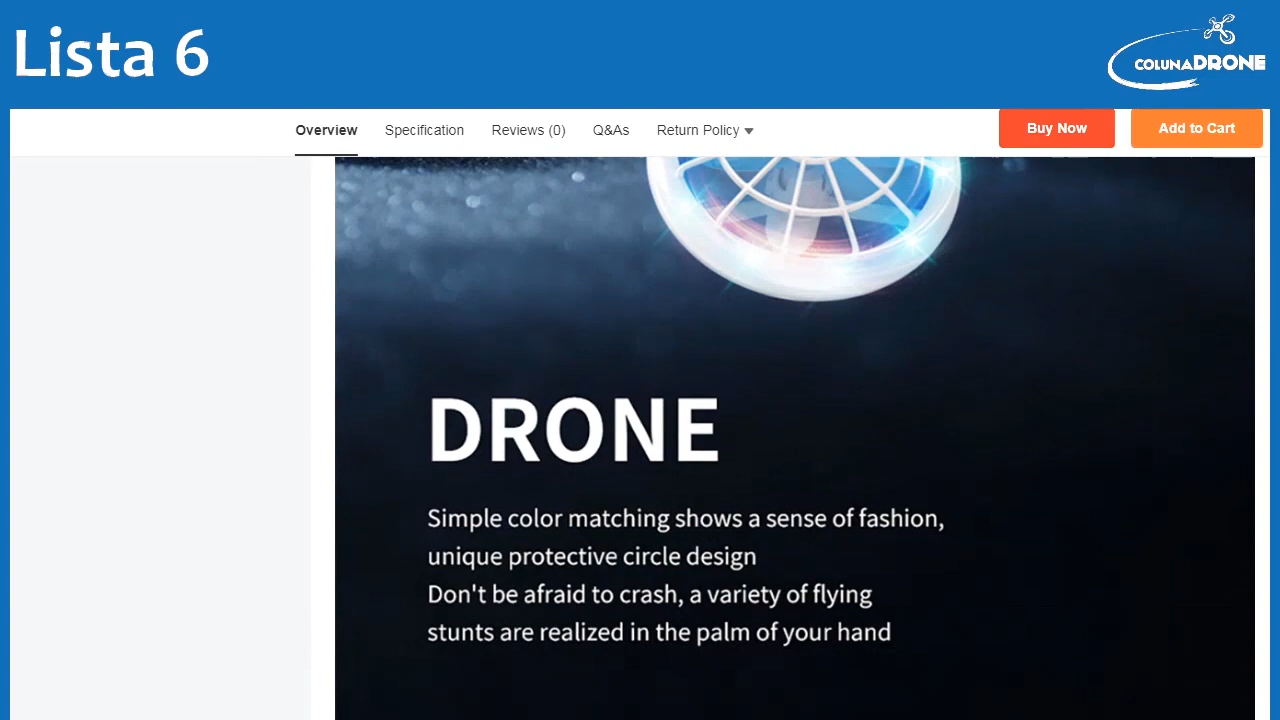 Lista 6
COLUNADRONE
Overview Specification Reviews (0) Q&As Return Policy Buy Now Add to Cart
DRONE
Simple color matching shows a sense of fashion,
unique protective circle design
Don't be afraid to crash, a variety of flying
stunts are realized in the palm of your hand